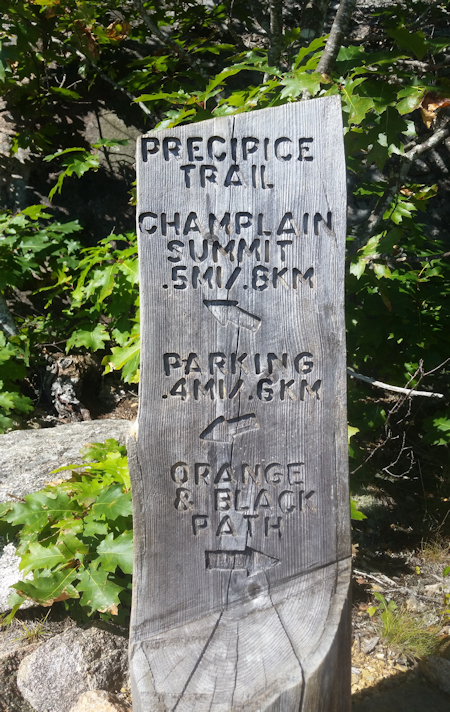 PRECIPICE
TRAIL
CHAMPLAIN
SUMMIT
.5MI/.8KM
PARKING
.4MI/.6KM
ORANGE
& BLACK
PATH